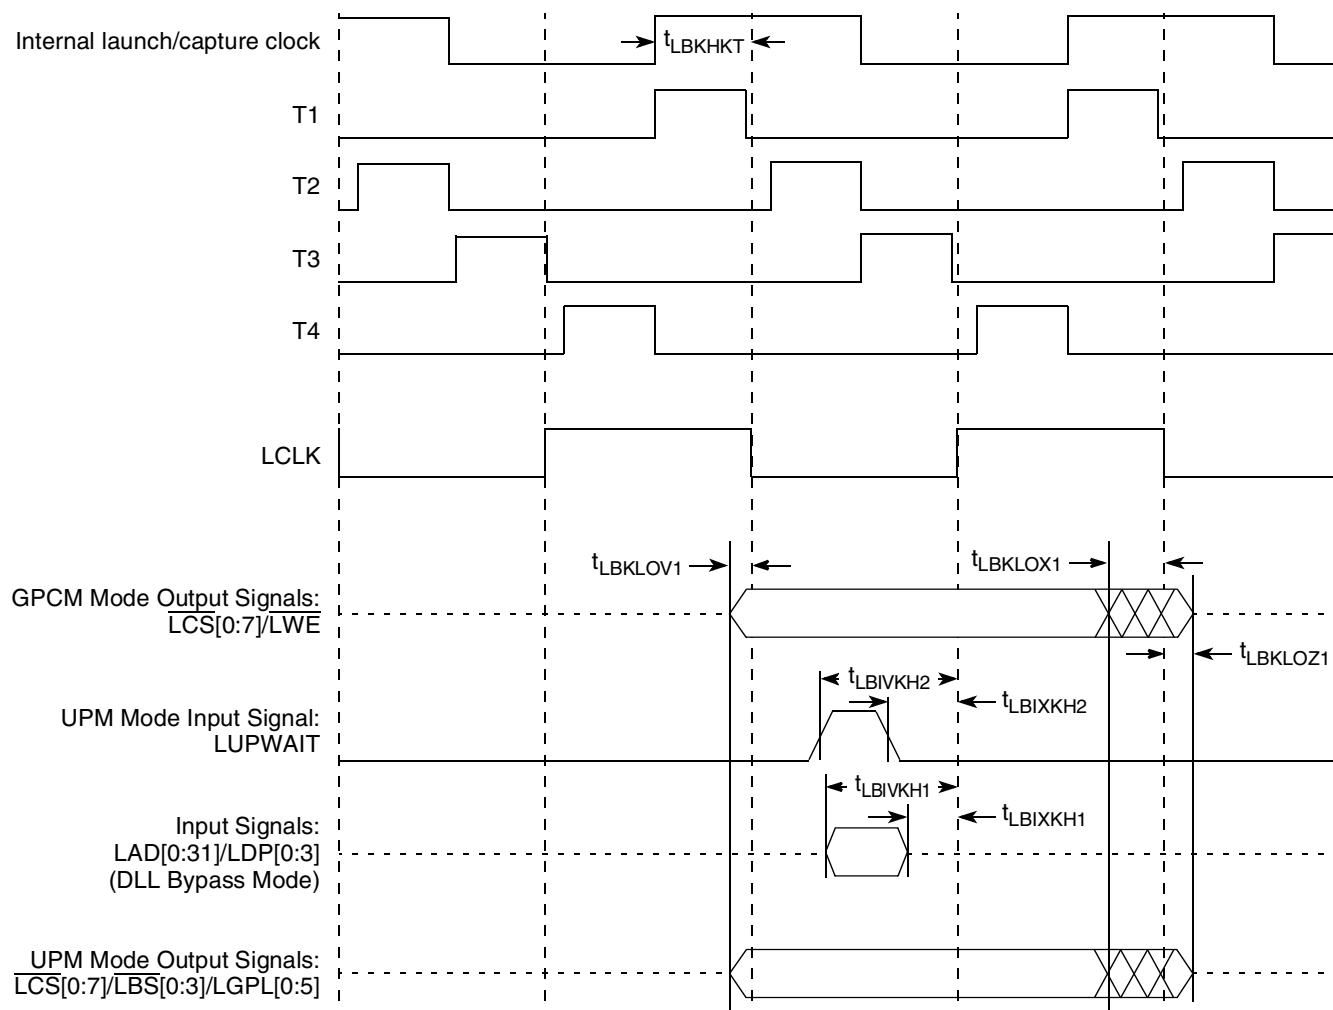 Internal launch/capture clock
tLBKHKT
T1
T2
T3
T4
LCLK
tLBKLOV1
tLBKLOX1
GPCM Mode Output Signals:
LCS[0:7]/LWE
tLBKLOZ1
tLBIVKH2
tLBIXKH2
UPM Mode Input Signal:
LUPWAIT
tLBIVKH1
tLBIXKH1
Input Signals:
LAD[0:31]/LDP[0:3]
(DLL Bypass Mode)
UPM Mode Output Signals:
LCS[0:7]/LBS[0:3]/LGPL[0:5]